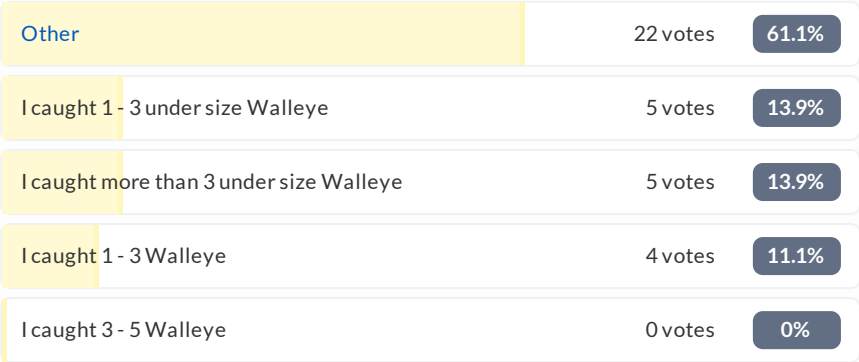 Other 22 votes 61.1%
I caught 1 - 3 under size Walleye 5 votes 13.9%
I caught more than 3 under size Walleye 5 votes 13.9%
I caught 1 - 3 Walleye 4 votes 11.1%
I caught 3 - 5 Walleye 0 votes 0%